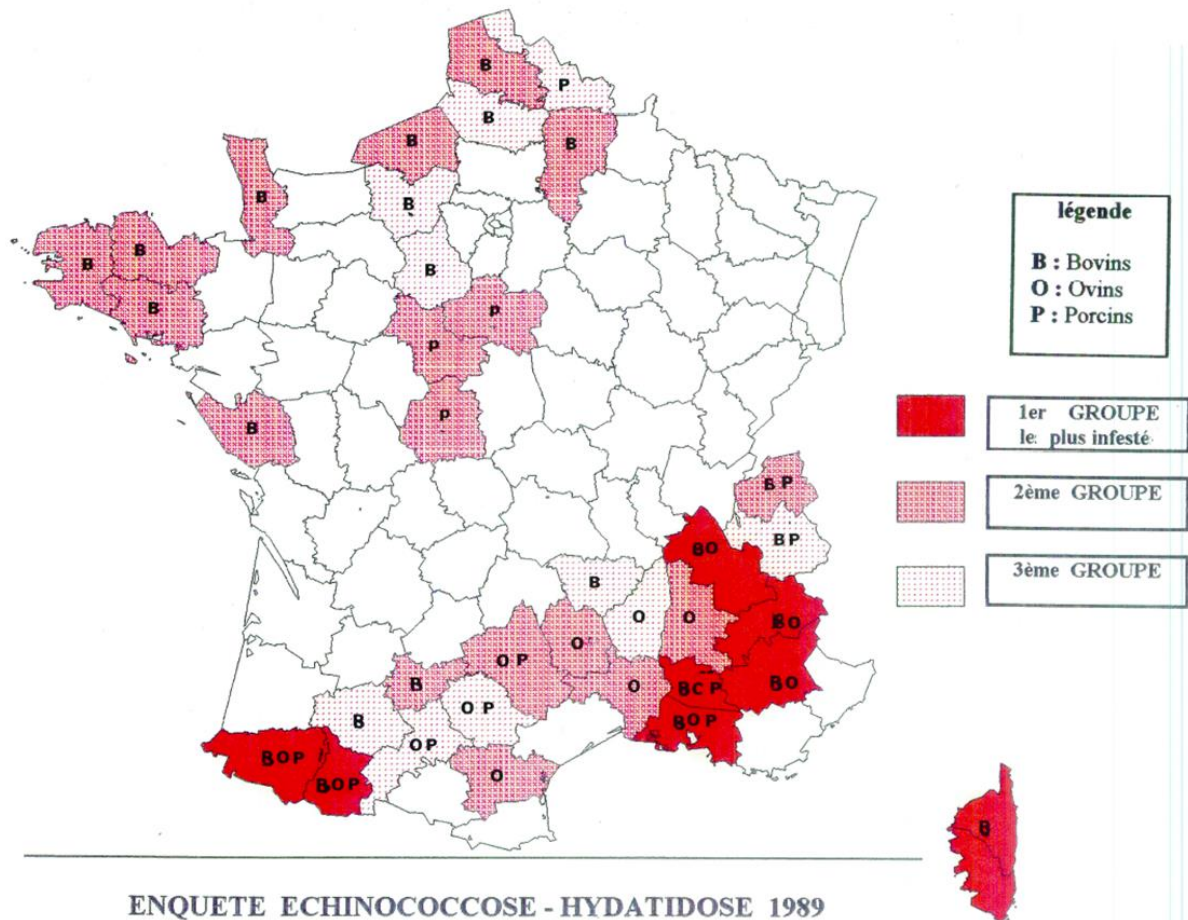 B
P
B
B
B
B
B
B
B
B
B
P
P
P
B
B P
B P
B O
B
O
O
B O
O
O P
B
O
B C P
B O
O P
B
B O P
O P
B O P
B O P
O
B
légende
B : Bovins
O : Ovins
P : Porcins
1er GROUPE
le plus infesté
2ème GROUPE
3ème GROUPE
ENQUETE ECHINOCOCCOSE - HYDATIDOSE 1989